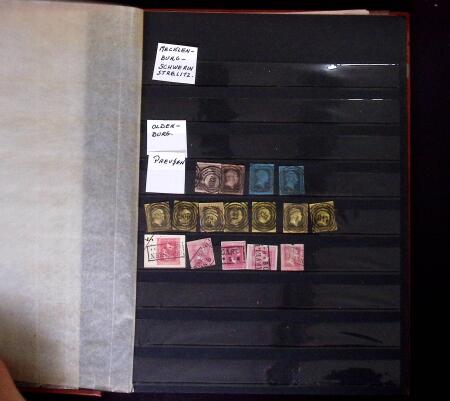 MECKLEN-
BURG-
SCHWERIN
STRELITZ.
OLDEN-
BURG-
Preußen